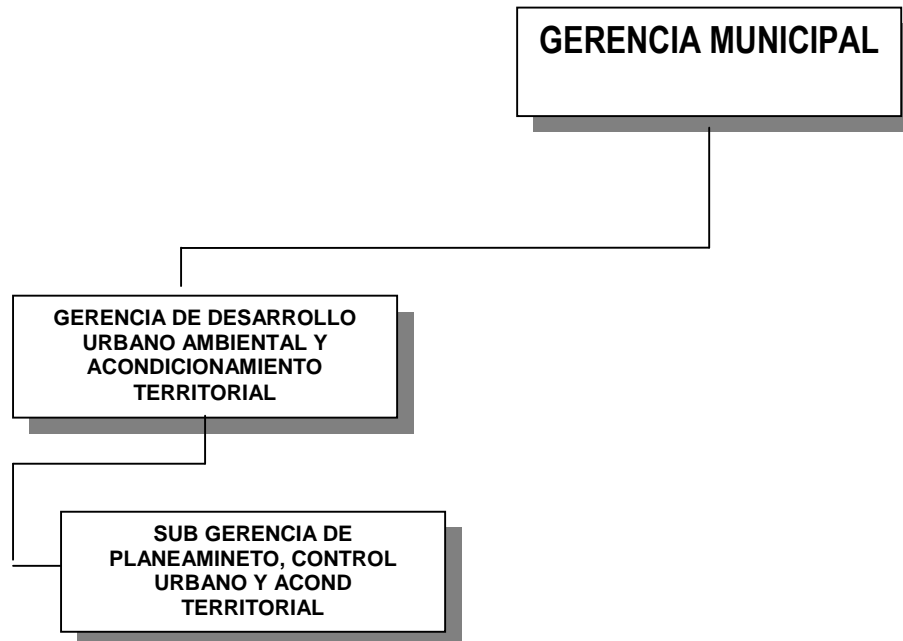 GERENCIA MUNICIPAL
GERENCIA DE DESARROLLO
URBANO AMBIENTAL Y
ACONDICIONAMIENTO
TERRITORIAL
SUB GERENCIA DE
PLANEAMINETO, CONTROL
URBANO Y ACOND
TERRITORIAL